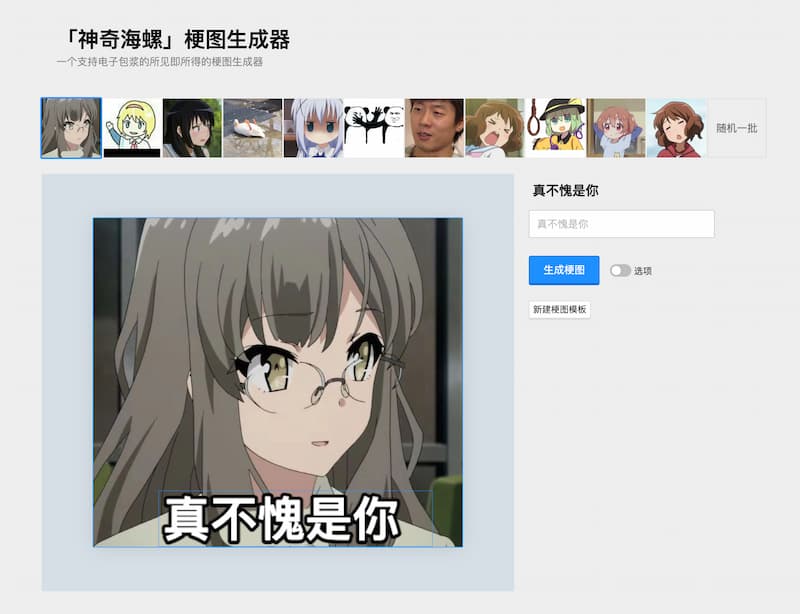 「神奇海螺」梗图生成器
一个支持电子包浆的所见即所得的梗图生成器
随机一批
真不愧是你
真不愧是你
生成梗图
选项
新建梗图模板
真不愧是你